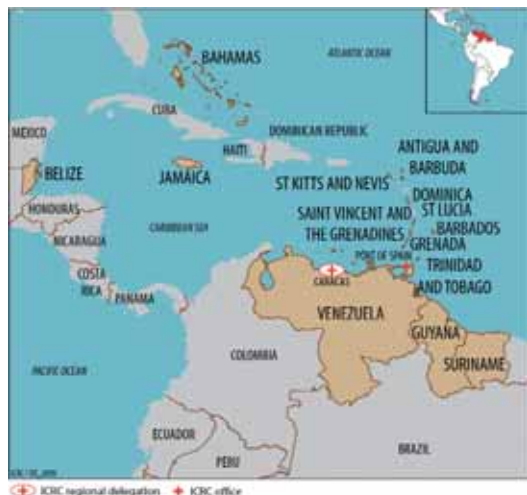 BAHAMAS
ATLANTIC OCEAN
CUBA
MEXICO
DOMINICAN REPUBLIC
HAITI
ANTIGUA AND
BARBUDA
BELIZE
JAMAICA
ST KITTS AND NEVIS
DOMINICA
HONDURAS
SAINT VINCENT AND
THE GRENADINES
ST LUCIA
BARBADOS
NICARAGUA
CARIBBEAN SEA
GRENADA
PORT OF SPAIN
TRINIDAD
AND TOBAGO
COSTA
RICA
PANAMA
CARACAS
VENEZUELA
GUYANA
SURINAME
COLOMBIA
PACIFIC OCEAN
ECUADOR
PERU
BRAZIL
ICRC regional delegation
ICRC office